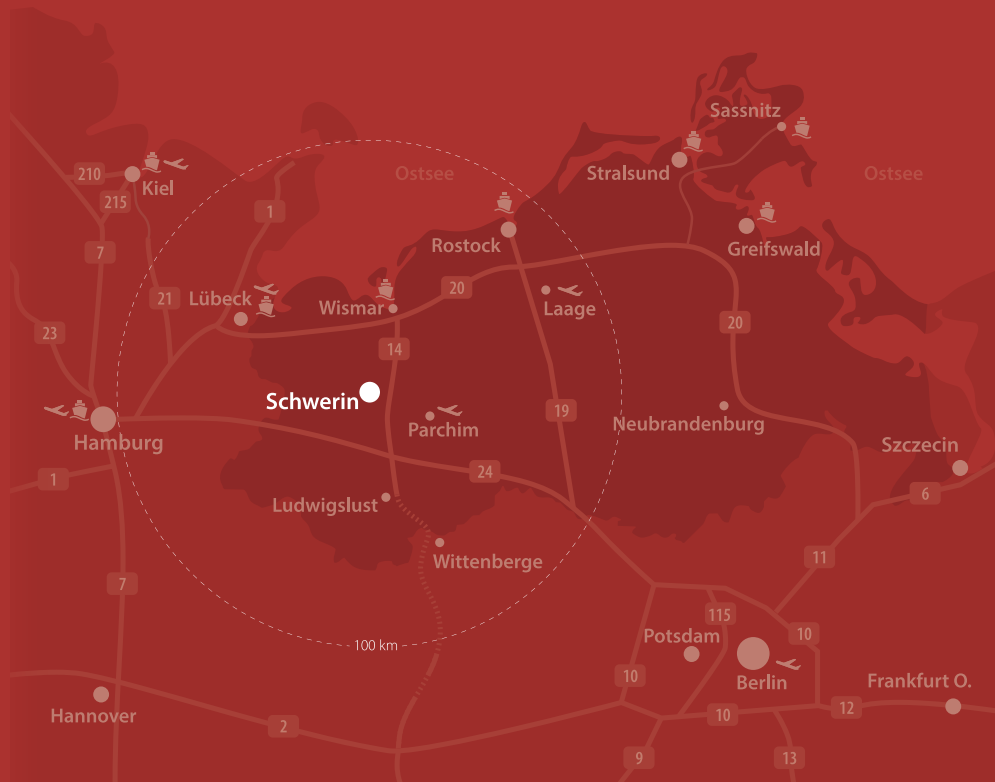 Sassnitz
Ostsee
Stralsund
Ostsee
210
Kiel
215
1
7
Rostock
Greifswald
20
21
Lübeck
Wismar
Laage
20
23
14
Schwerin
19
Parchim
Neubrandenburg
Hamburg
Szczecin
1
24
6
Ludwigslust
Wittenberge
11
7
115
10
Potsdam
100 km
10
Berlin
Frankfurt O.
Hannover
10
12
2
9
13